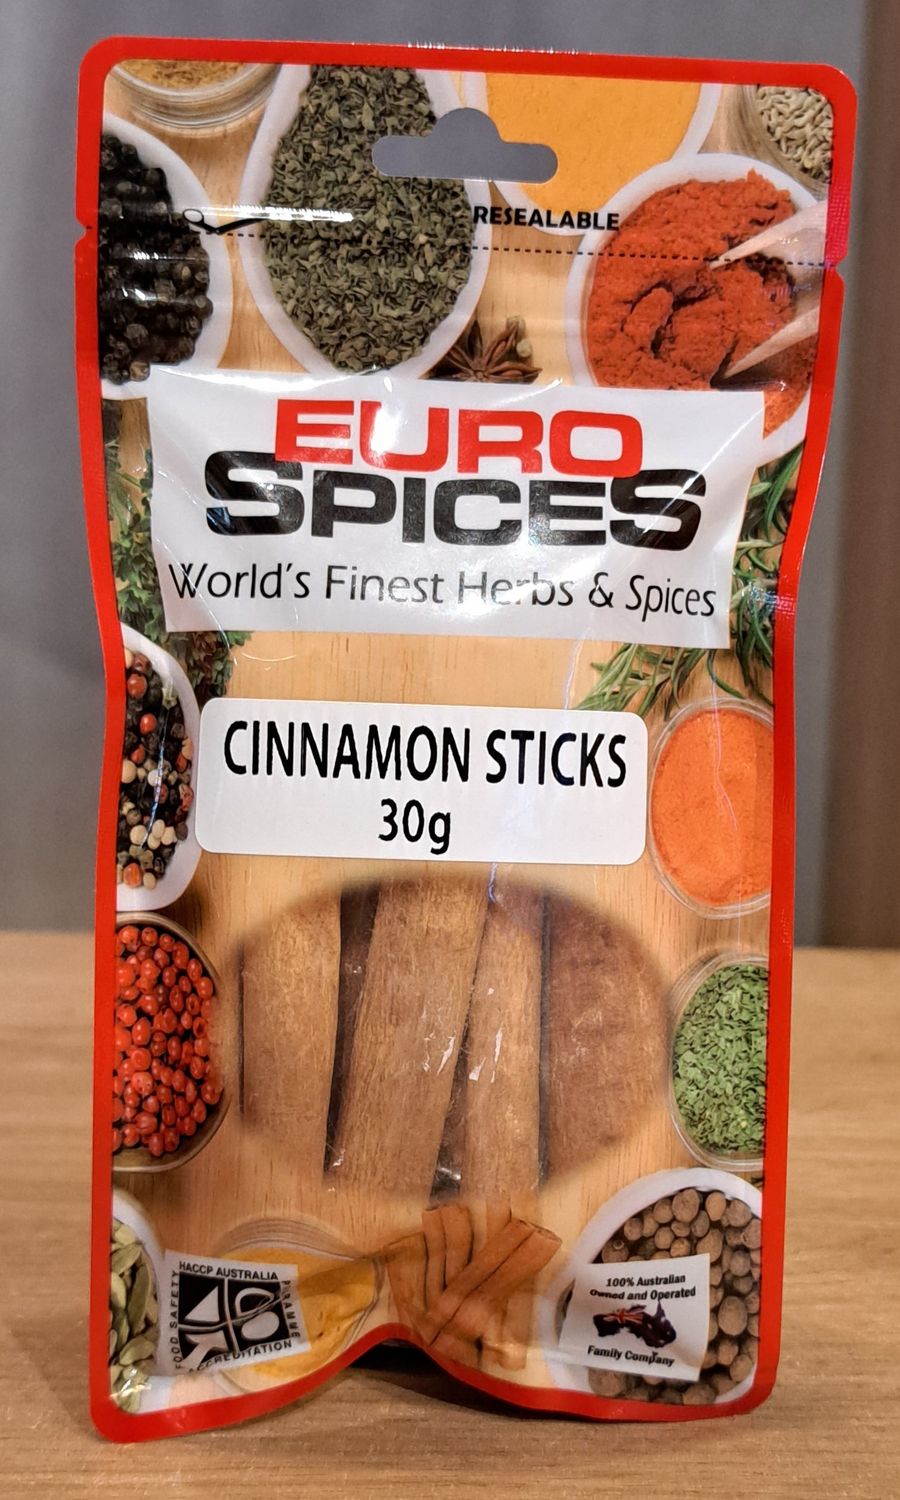 RESEALABLE
EURO
SPICES
World's Finest Herbs & Spices
CINNAMON STICKS
30g
HACCP AUSTRALIA
FOOD SAFETY
ACCREDITATION
100% Australian
Owned and Operated
Family Company